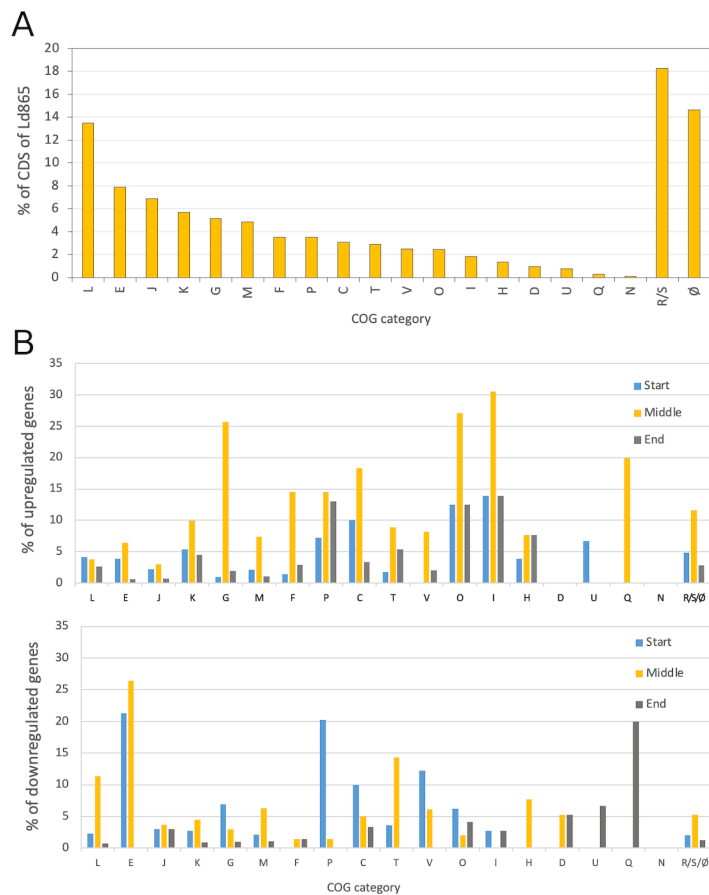 A
% of CDS of Ld865
20
18
16
14
12
10
8
6
4
2
0
L E J K G M F P C T V O I H D U Q N R/S Ø
COG category
B
% of upregulated genes
35
30
25
20
15
10
5
0
Start
Middle
End
L E J K G M F P C T V O I H D U Q N R/S/Ø
% of downregulated genes
35
30
25
20
15
10
5
0
Start
Middle
End
L E J K G M F P C T V O I H D U Q N R/S/Ø
COG category